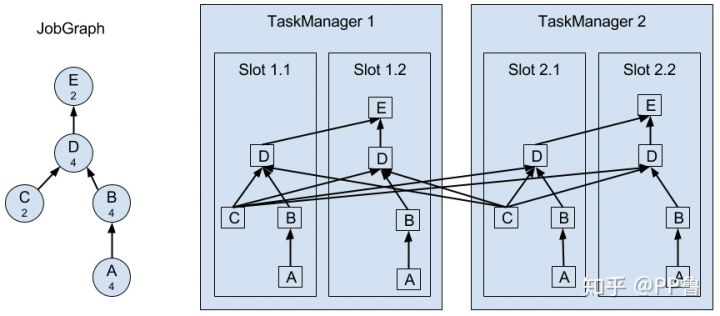 JobGraph
E
2
D
4
C
2
B
4
A
4
TaskManager 1
Slot 1.1
Slot 1.2
E
D
D
C
B
B
A
A
TaskManager 2
Slot 2.1
Slot 2.2
E
D
D
C
B
B
A
A
知乎 @PP鲁